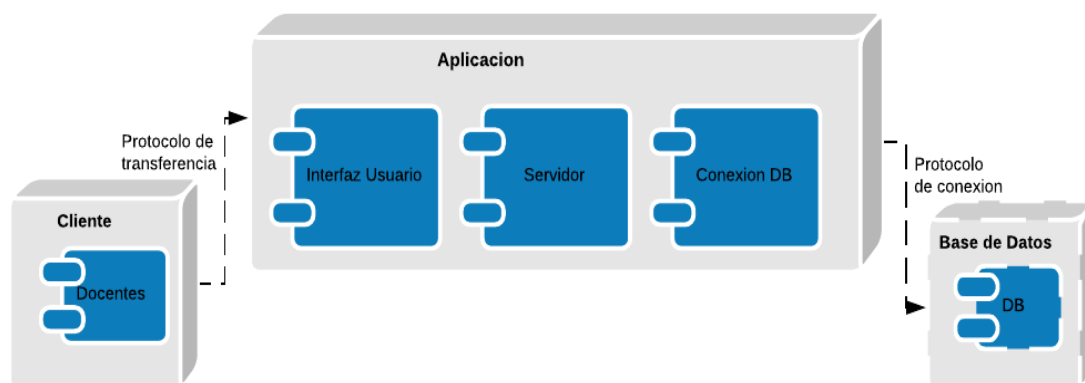 Aplicacion
Protocolo de
transferencia
Interfaz Usuario
Servidor
Conexion DB
Protocolo
de conexion
Cliente
Docentes
Base de Datos
DB